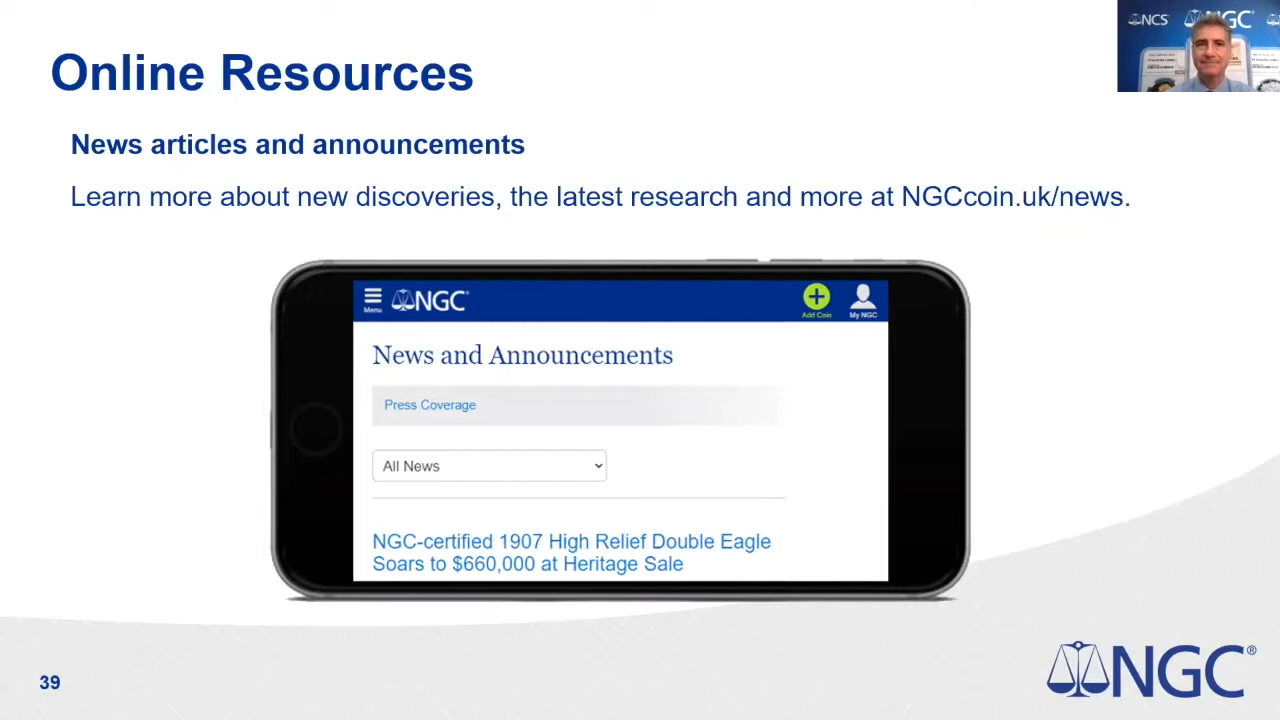 Online Resources
NCS
NGC
News articles and announcements
Learn more about new discoveries, the latest research and more at NGCcoin.uk/news.
Menu
NGC®
Add Coin
My NGC
News and Announcements
Press Coverage
All News
NGC-certified 1907 High Relief Double Eagle
Soars to $660,000 at Heritage Sale
39
NGC®